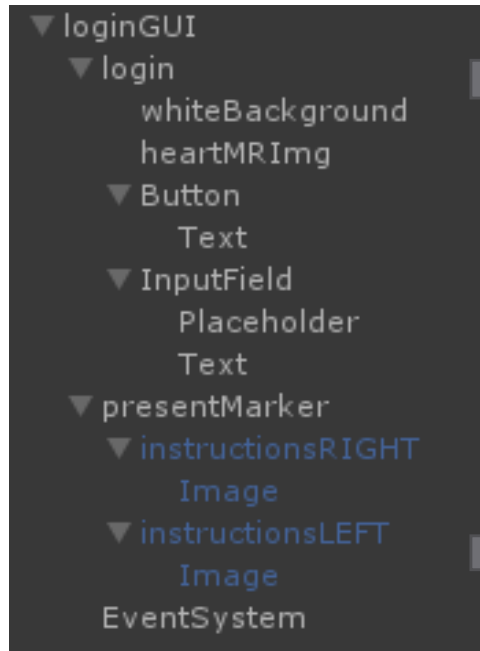 loginGUI
login
whiteBackground
heartMRImg
Button
Text
InputField
Placeholder
Text
presentMarker
instructionsRIGHT
Image
instructionsLEFT
Image
EventSystem